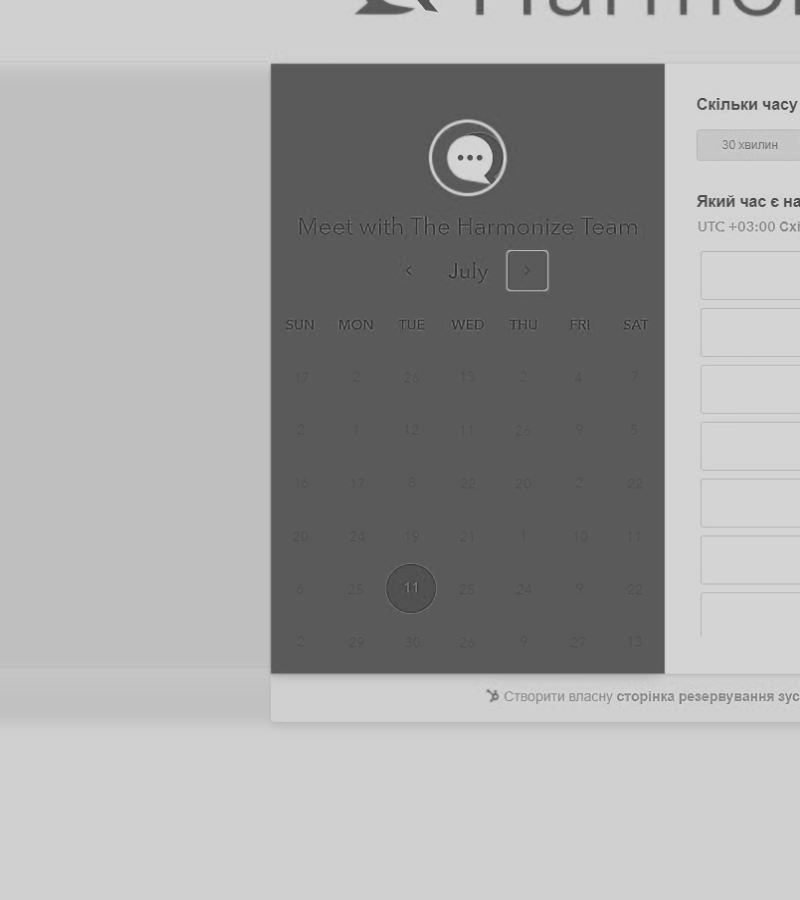 Harmo
Meet with The Harmonize Team
July
SUN MON TUE WED THU FRI SAT
17 2 26 13 2 4 7
2 1 12 11 26 9 5
16 17 8 22 20 2 22
20 24 19 21 1 10 11
6 25 11 25 24 9 22
2 29 30 26 9 27 13
Скільки часу
30 хвилин
Який час є на
UTC +03:00 Схі
Створити власну сторінка резервування зус